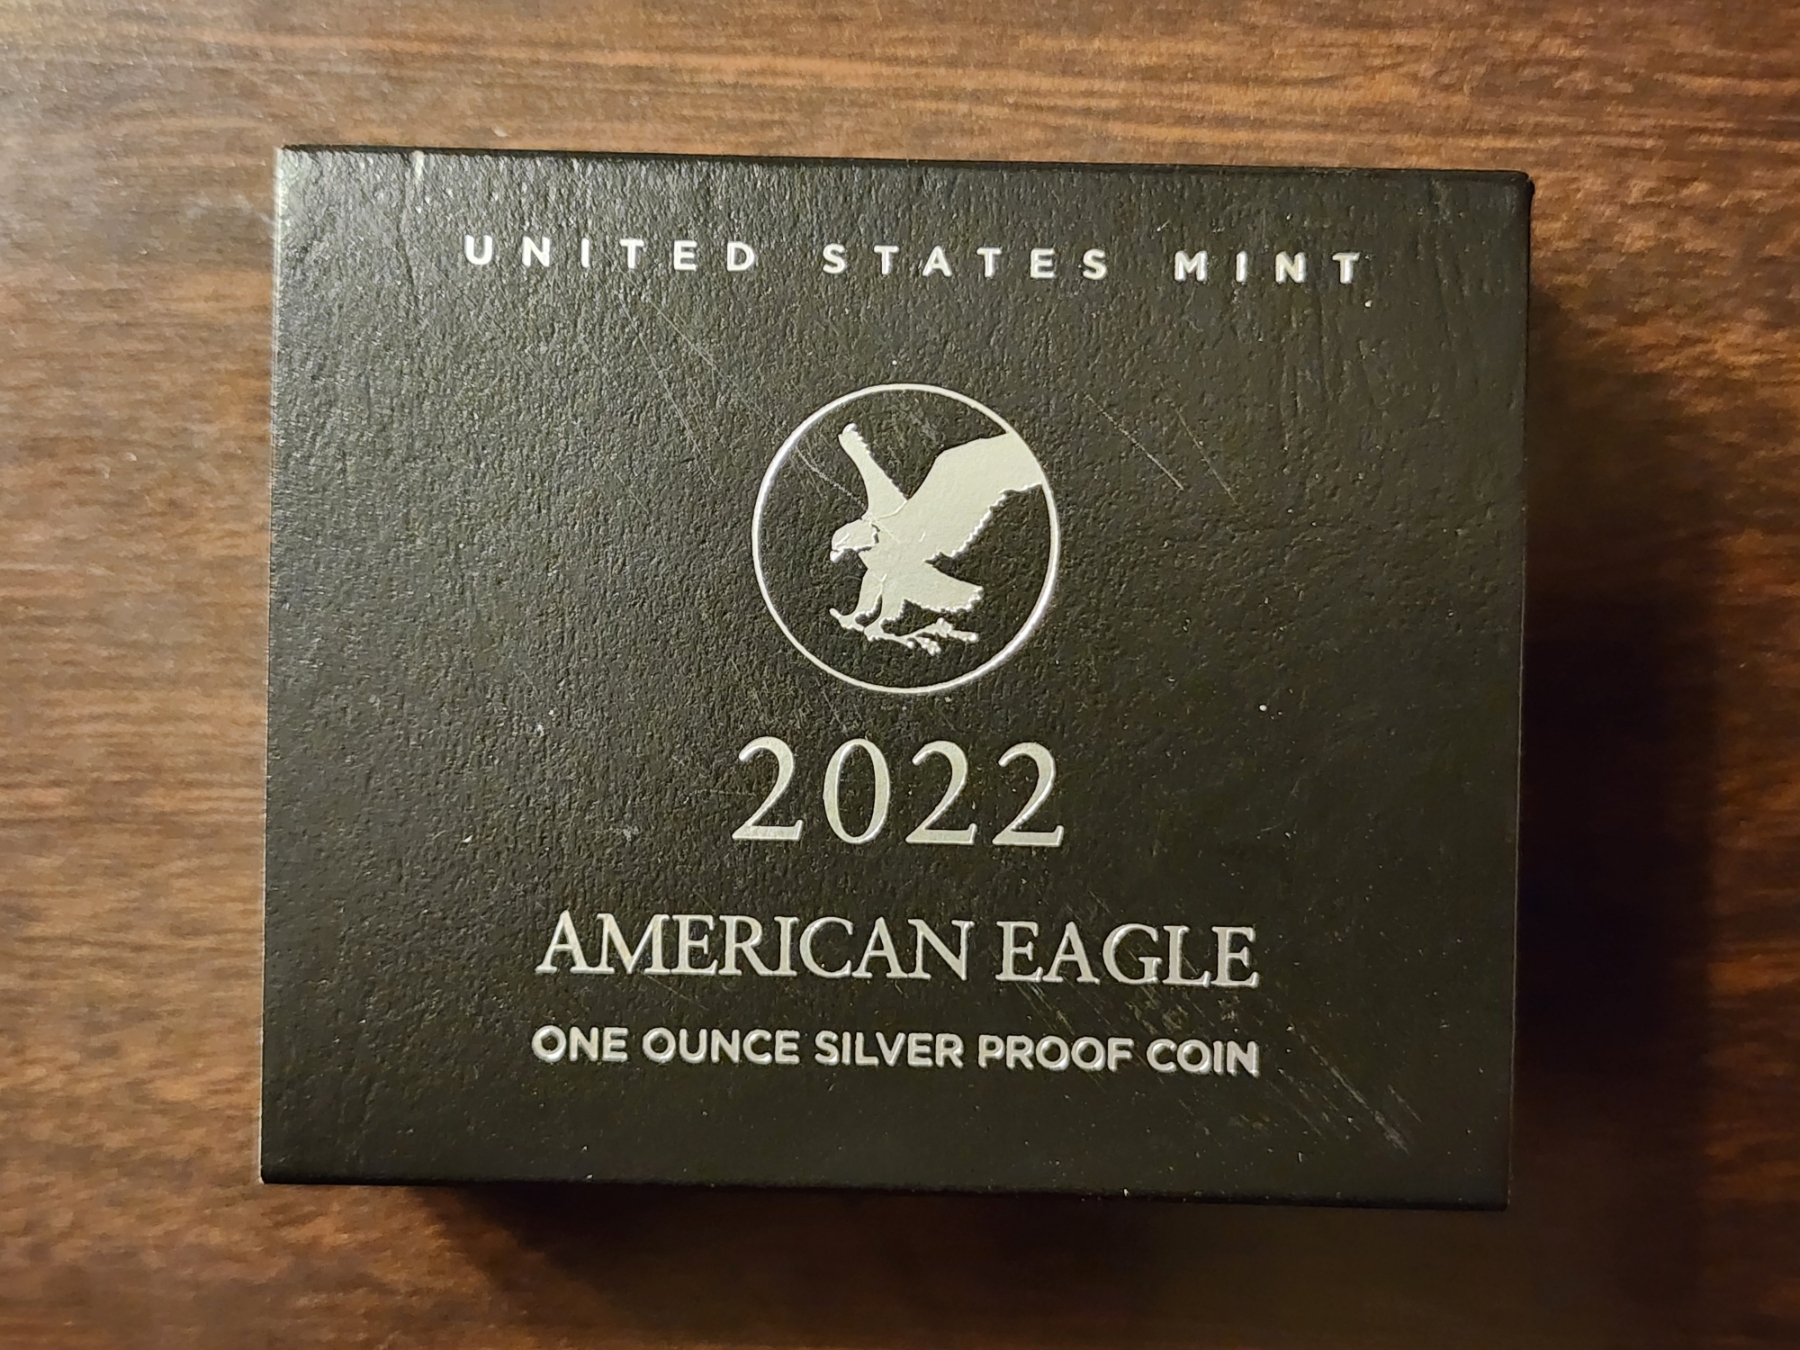 UNITED STATES MINT
2022
AMERICAN EAGLE
ONE OUNCE SILVER PROOF COIN